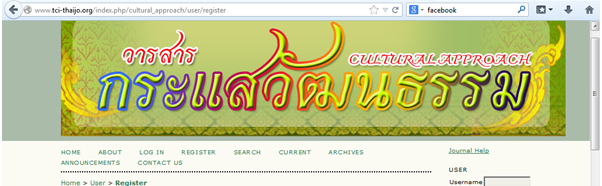 www.tci-thaijo.org/index.php/cultural_approach/user/register
facebook
วารสาร
CULTURAL APPROACH
กระแสวัฒนธรรม
HOME ABOUT LOG IN REGISTER SEARCH CURRENT ARCHIVES
ANNOUNCEMENTS CONTACT US
Home > User > Register
Journal Help
USER
Username